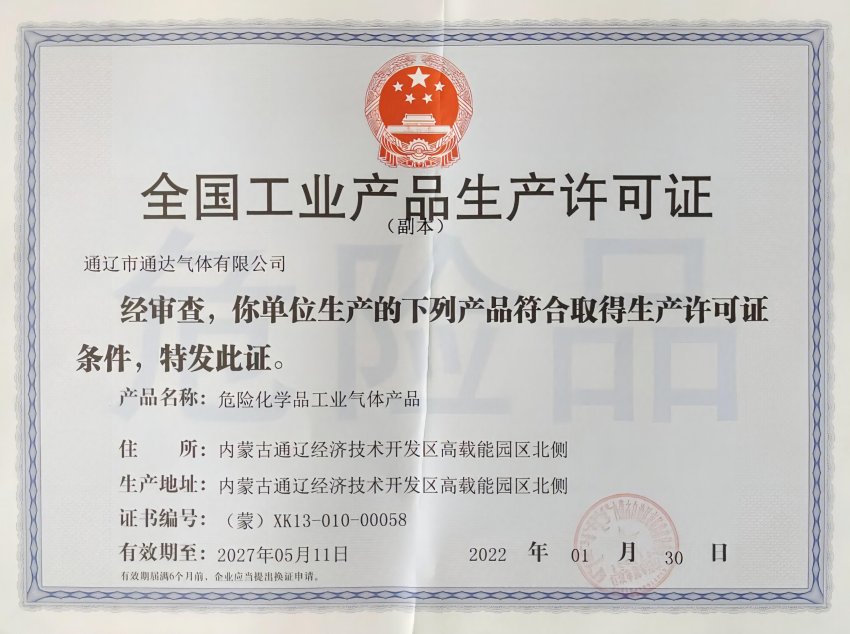 全国工业产品生产许可证
（副本）
通辽市通达气体有限公司
经审查，你单位生产的下列产品符合取得生产许可证
条件，特发此证。
产品名称：危险化学品工业气体产品
住 所：内蒙古通辽经济技术开发区高载能园区北侧
生产地址：内蒙古通辽经济技术开发区高载能园区北侧
证书编号：（蒙）XK13-010-00058
有效期至：2027年05月11日 2022 年 01 月 30 日
有效期届满6个月前、企业应当提出换证申请。
危险品